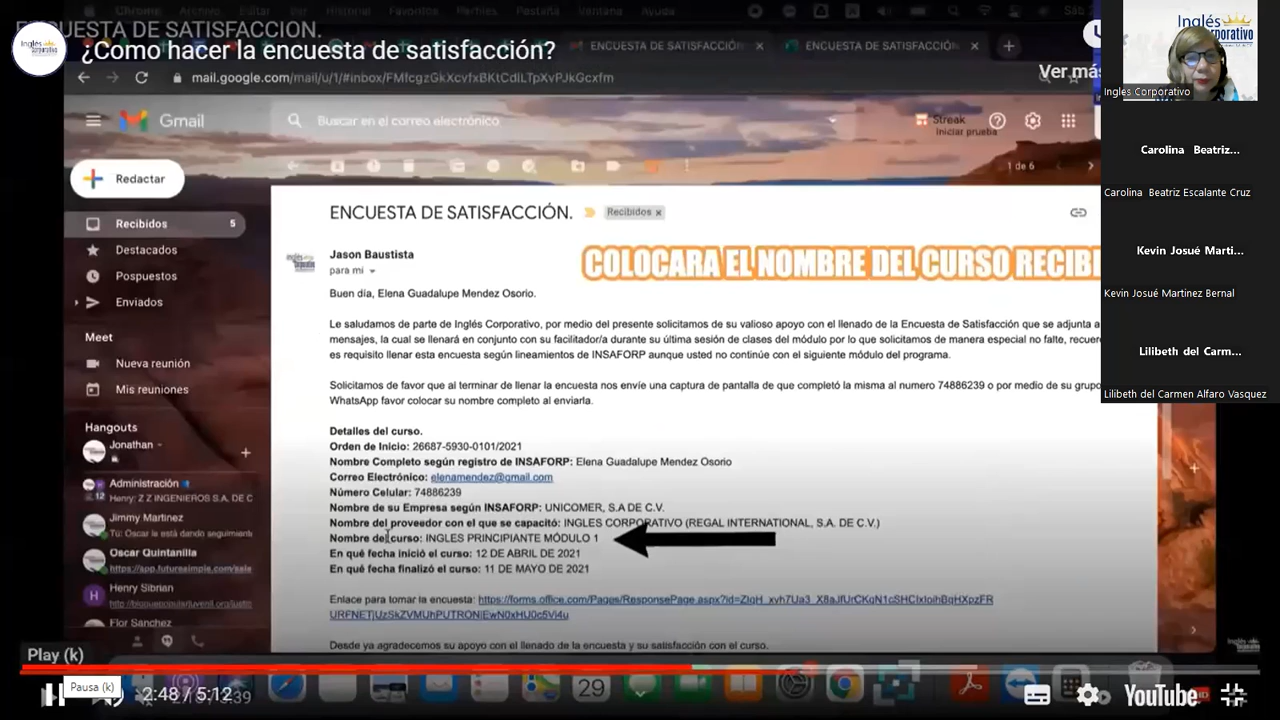 ENCUESTA DE SATISFACCION.
¿Como hacer la encuesta de satisfacción?
Inglés Corporativo
ENCUESTA DE SATISFACCIÓN
ENCUESTA DE SATISFACCIÓN
mail.google.com/mail/u/1/#inbox/FMfcgzGkXcvfxBKtCdlLTpXvPJkGcxfm
Ver más
Gmail
Buscar en el correo electrónico
Streak
Iniciar prueba
Redactar
1 de 6
Recibidos 5
Destacados
Pospuestos
Enviados
Meet
Nueva reunión
Mis reuniones
Hangouts
Jonathan
Administración
12 Henry: Z Z INGENIEROS S.A. DE C
Jimmy Martinez
Tú: Oscar le está dando seguimiento
Oscar Quintanilla
https://app.futuresimple.com/sale
Henry Sibrian
Flor Sanchez
ENCUESTA DE SATISFACCIÓN. Recibidos x
COLOCARA EL NOMBRE DEL CURSO RECIBI
Jason Baustista
para mi
Buen día, Elena Guadalupe Mendez Osorio.
Le saludamos de parte de Inglés Corporativo, por medio del presente solicitamos de su valioso apoyo con el llenado de la Encuesta de Satisfacción que se adjunta a
mensajes, la cual se llenará en conjunto con su facilitador/a durante su última sesión de clases del módulo por lo que solicitamos de manera especial no falte, recuer
es requisito llenar esta encuesta según lineamientos de INSAFORP aunque usted no continúe con el siguiente módulo del programa.
Solicitamos de favor que al terminar de llenar la encuesta nos envíe una captura de pantalla de que completó la misma al numero 74886239 o por medio de su grupo
WhatsApp favor colocar su nombre completo al enviarla.
Detalles del curso.
Orden de Inicio: 26687-5930-0101/2021
Nombre Completo según registro de INSAFORP: Elena Guadalupe Mendez Osorio
Correo Electrónico: elenamendez@gmail.com
Número Celular: 74886239
Nombre de su Empresa según INSAFORP: UNICOMER, S.A DE C.V.
Nombre del proveedor con el que se capacitó: INGLES CORPORATIVO (REGAL INTERNATIONAL, S.A. DE C.V.)
Nombre del curso: INGLES PRINCIPIANTE MÓDULO 1
En qué fecha inició el curso: 12 DE ABRIL DE 2021
En qué fecha finalizó el curso: 11 DE MAYO DE 2021
Enlace para tomar la encuesta:
Desde ya agradecemos su apoyo con el llenado de la encuesta y su satisfacción con el curso.
Inglés
Corporativo
Ingles Corporativo
Carolina Beatriz...
Carolina Beatriz Escalante Cruz
Kevin Josué Marti...
Kevin Josué Martinez Bernal
Lilibeth del Carm...
Lilibeth del Carmen Alfaro Vasquez
Play (k)
Pausa (k)
2:48 / 5:12
29
YouTube